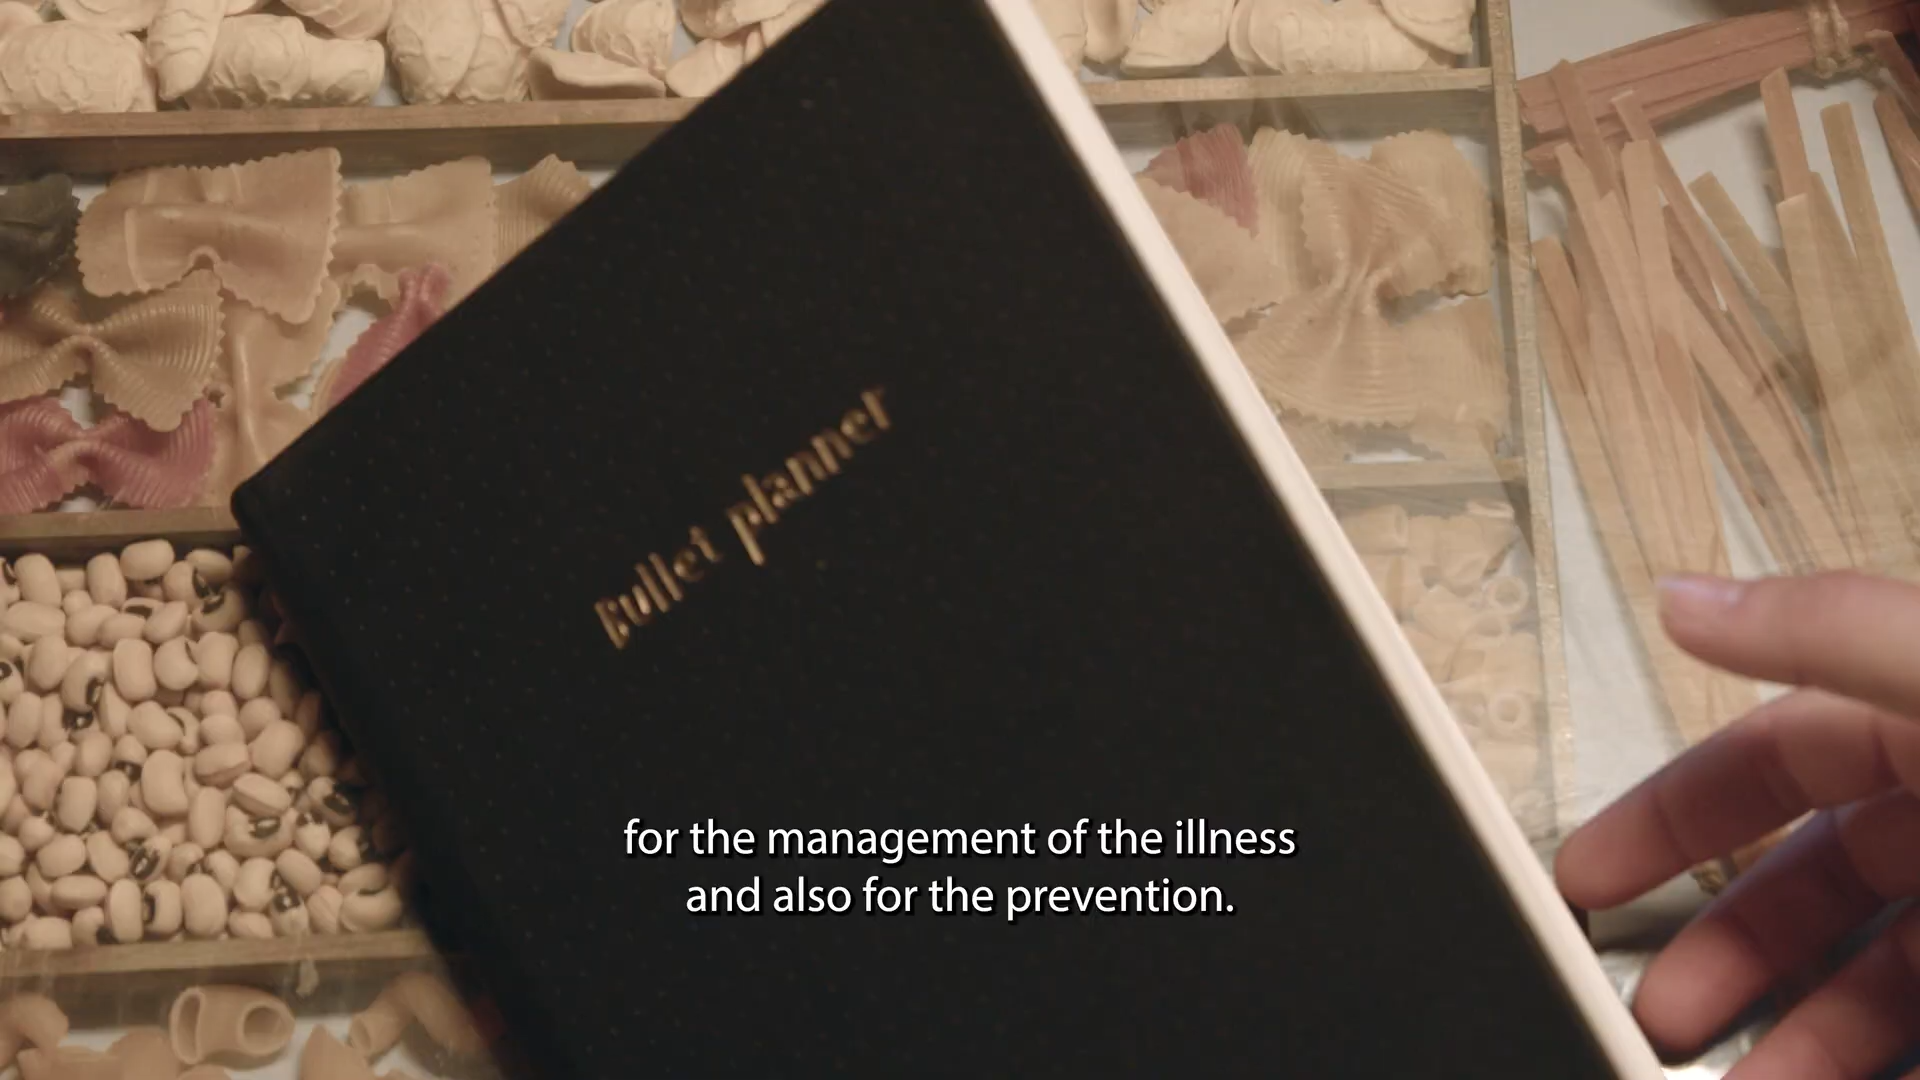 Bullet planner
for the management of the illness
and also for the prevention.